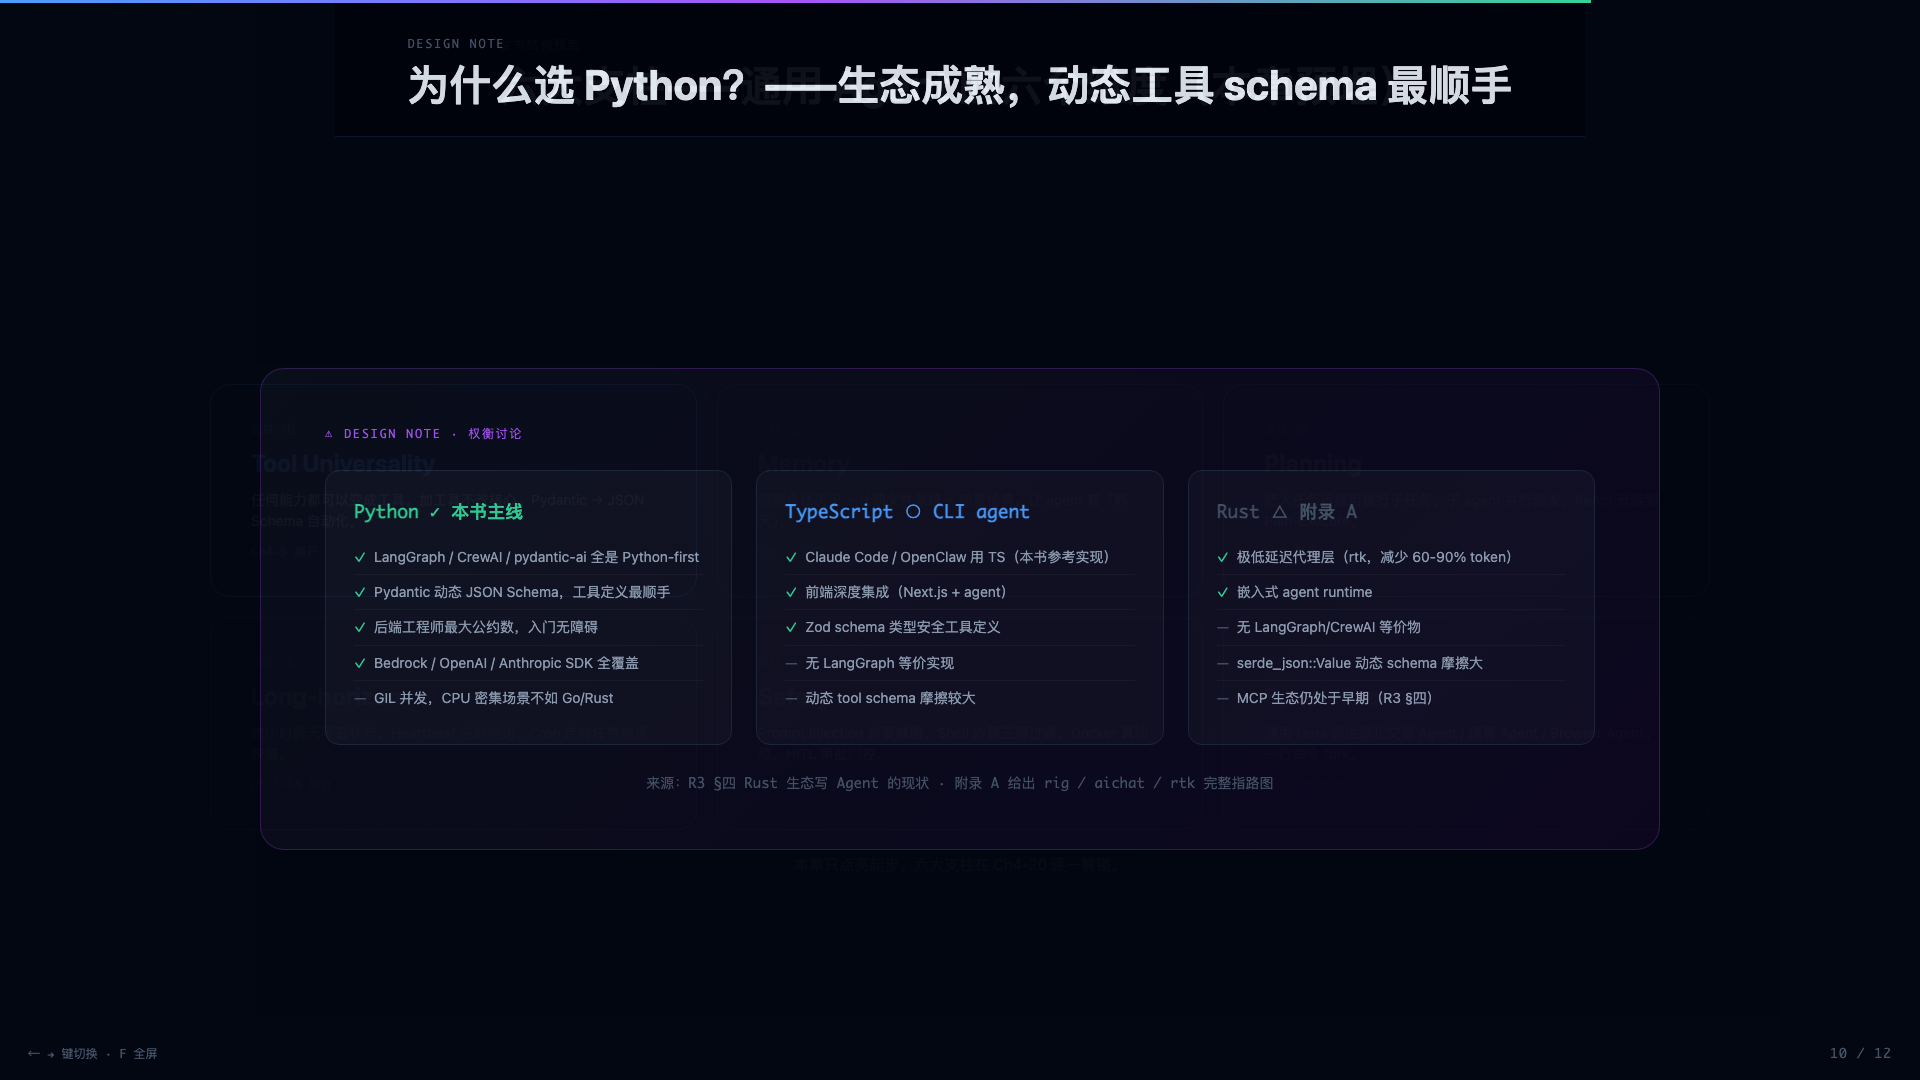 DESIGN NOTE
为什么选 Python？——生态成熟，动态工具 schema 最顺手
⚠ DESIGN NOTE · 权衡讨论
Python ✓ 本书主线
✓ LangGraph / CrewAI / pydantic-ai 全是 Python-first
✓ Pydantic 动态 JSON Schema，工具定义最顺手
✓ 后端工程师最大公约数，入门无障碍
✓ Bedrock / OpenAI / Anthropic SDK 全覆盖
— GIL 并发，CPU 密集场景不如 Go/Rust
TypeScript ○ CLI agent
✓ Claude Code / OpenClaw 用 TS（本书参考实现）
✓ 前端深度集成（Next.js + agent）
✓ Zod schema 类型安全工具定义
— 无 LangGraph 等价实现
— 动态 tool schema 摩擦较大
Rust △ 附录 A
✓ 极低延迟代理层（rtk，减少 60-90% token）
✓ 嵌入式 agent runtime
— 无 LangGraph/CrewAI 等价物
— serde_json::Value 动态 schema 摩擦大
— MCP 生态仍处于早期（R3 §四）
来源：R3 §四 Rust 生态写 Agent 的现状 · 附录 A 给出 rig / aichat / rtk 完整指路图
Tool Universality
Memory
Planning
← → 键切换 · F 全屏
10 / 12